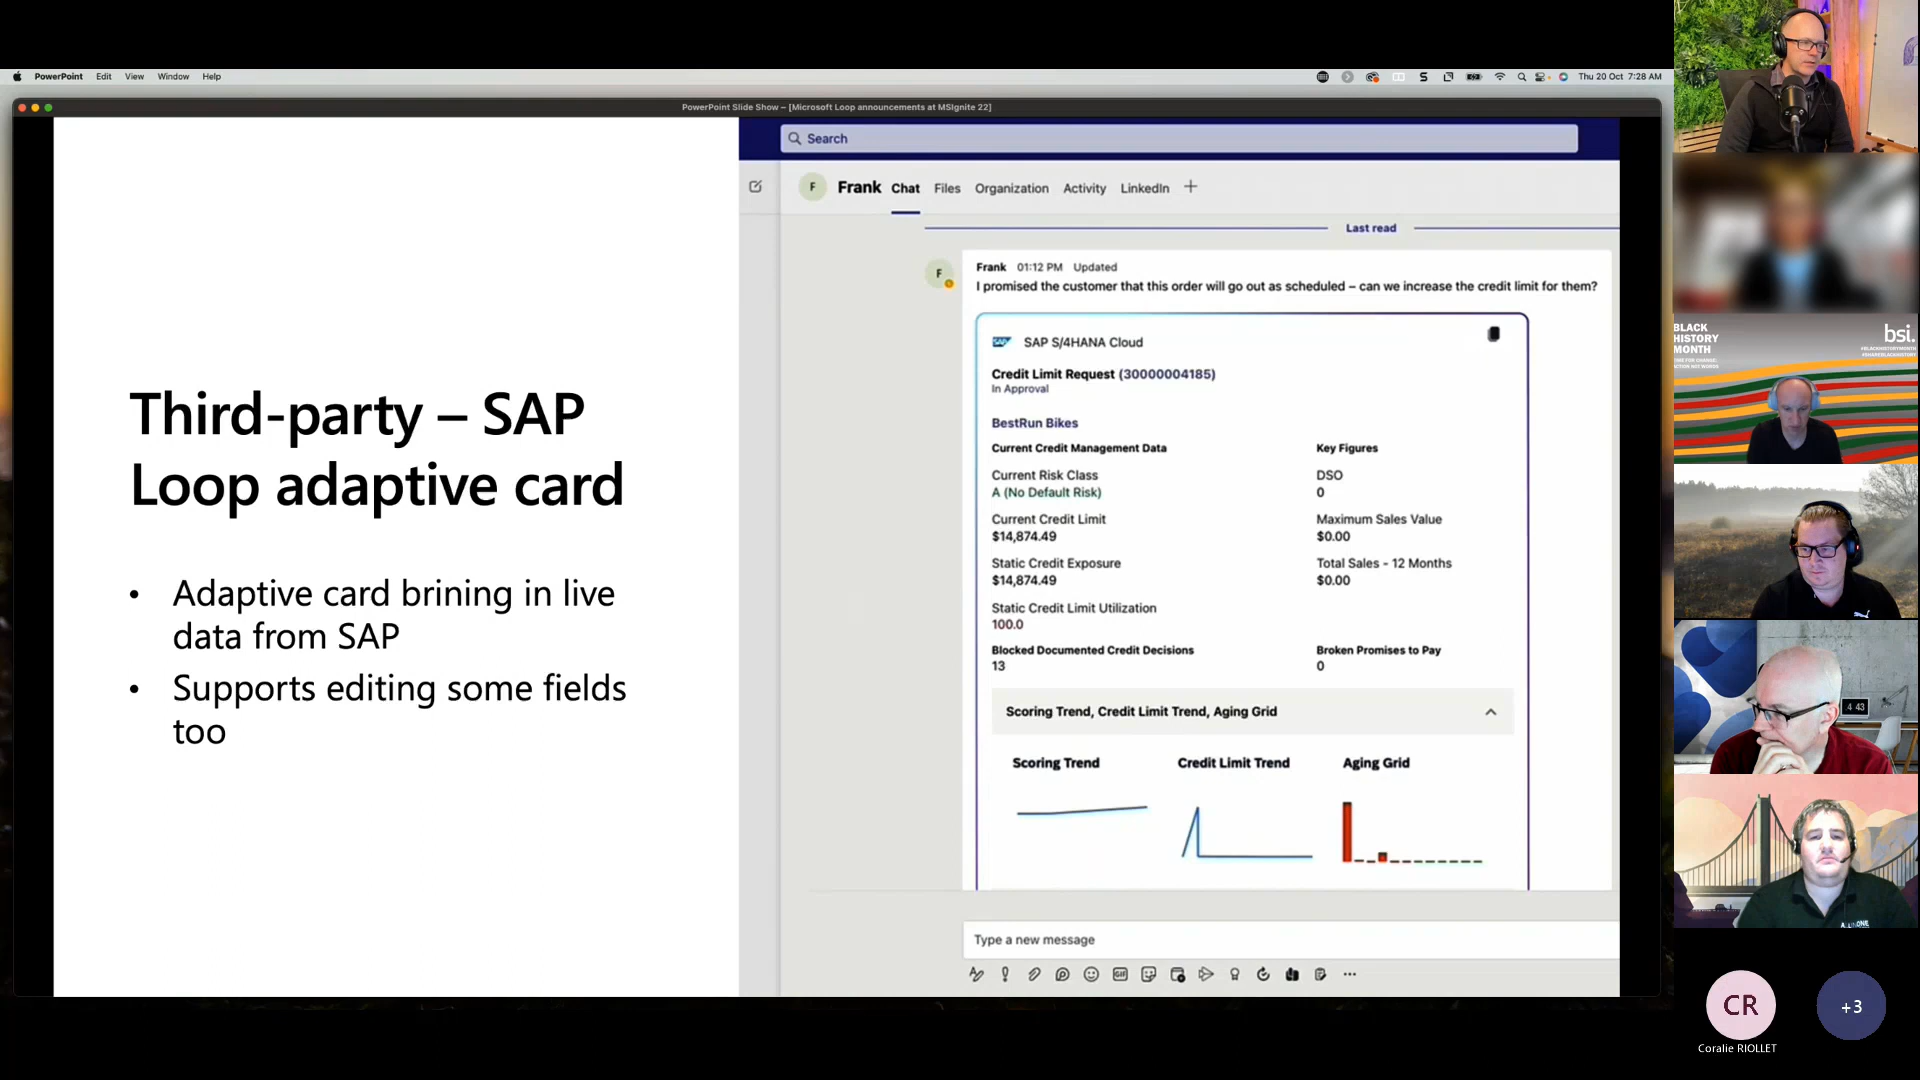 PowerPoint Edit View Window Help
Thu 20 Oct 7:28 AM
PowerPoint Slide Show – [Microsoft Loop announcements at MSIgnite 22]
Third-party – SAP
Loop adaptive card
• Adaptive card brining in live
data from SAP
• Supports editing some fields
too
Search
F Frank Chat Files Organization Activity LinkedIn +
Last read
F
Frank 01:12 PM Updated
I promised the customer that this order will go out as scheduled – can we increase the credit limit for them?
SAP SAP S/4HANA Cloud
Credit Limit Request (30000004185)
In Approval
BestRun Bikes
Current Credit Management Data Key Figures
Current Risk Class DSO
A (No Default Risk) 0
Current Credit Limit Maximum Sales Value
$14,874.49 $0.00
Static Credit Exposure Total Sales - 12 Months
$14,874.49 $0.00
Static Credit Limit Utilization
100.0
Blocked Documented Credit Decisions Broken Promises to Pay
13 0
Scoring Trend, Credit Limit Trend, Aging Grid
Scoring Trend Credit Limit Trend Aging Grid
Type a new message
GIF
BLACK
HISTORY
MONTH
bsi.
4 43
CR
+3
Coralie RIOLLET